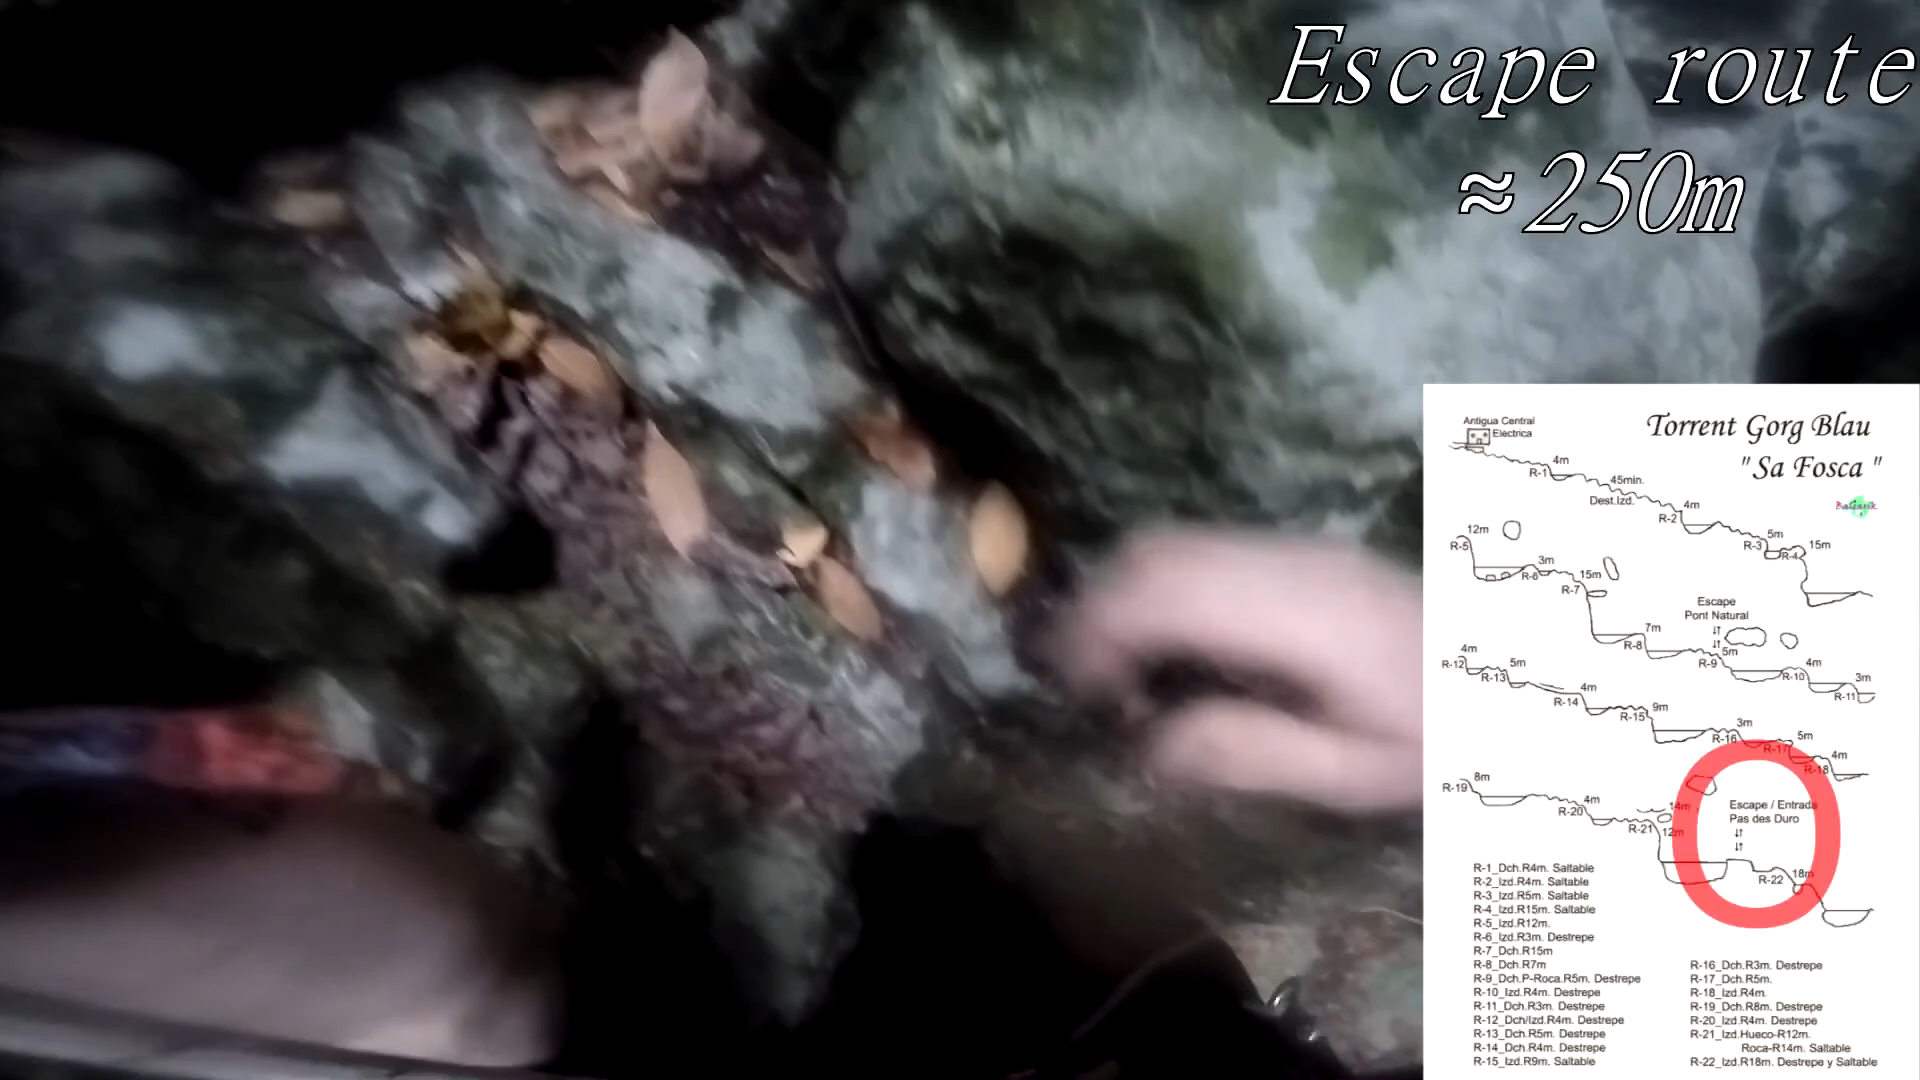 Escape route
≈250m
Torrent Gorg Blau
"Sa Fosca"
Antigua Central
Electrica
4m
R-1
45min.
Dest.Izd.
4m
R-2
5m
R-3
R-4
15m
12m
R-5
3m
R-6
15m
R-7
Escape
Pont Natural
7m
R-8
5m
R-9
4m
R-10
3m
R-11
4m
R-12
5m
R-13
4m
R-14
9m
R-15
3m
R-16
5m
R-17
4m
R-18
8m
R-19
4m
R-20
14m
R-21
12m
Escape / Entrada
Pas des Duro
R-22
18m
R-1_Dch.R4m. Saltable
R-2_Izd.R4m. Saltable
R-3_Izd.R5m. Saltable
R-4_Izd.R15m. Saltable
R-5_Izd.R12m.
R-6_Izd.R3m. Destrepe
R-7_Dch.R15m
R-8_Dch.R7m
R-9_Dch.P-Roca.R5m. Destrepe
R-10_Izd.R4m. Destrepe
R-11_Dch.R3m. Destrepe
R-12_Dch/Izd.R4m. Destrepe
R-13_Dch.R5m. Destrepe
R-14_Dch.R4m. Destrepe
R-15_Izd.R9m. Saltable
R-16_Dch.R3m. Destrepe
R-17_Dch.R5m.
R-18_Izd.R4m.
R-19_Dch.R8m. Destrepe
R-20_Izd.R4m. Destrepe
R-21_Izd.Hueco-R12m.
Roca-R14m. Saltable
R-22_Izd.R18m. Destrepe y Saltable